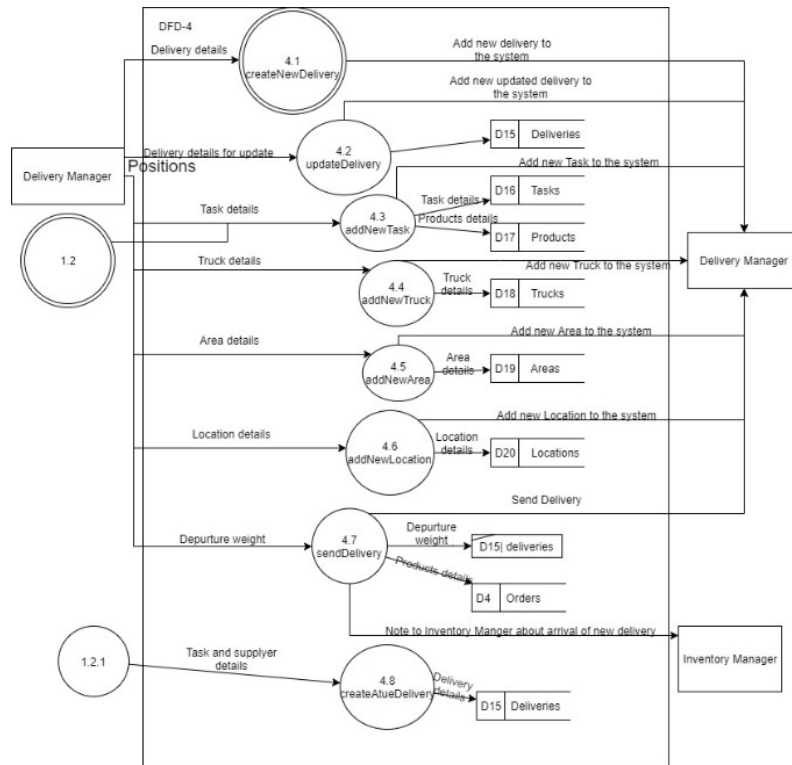 DFD-4
Delivery details
4.1
createNewDelivery
Add new delivery to
the system
Add new updated delivery to
the system
Delivery Manager
Positions
Delivery details for update
4.2
updateDelivery
D15 Deliveries
Add new Task to the system
Task details
4.3
addNewTask
Task details
D16 Tasks
Products details
D17 Products
1.2
Delivery Manager
Truck details
4.4
addNewTruck
Add new Truck to the system
Truck
details
D18 Trucks
Area details
4.5
addNewArea
Add new Area to the system
Area
details
D19 Areas
Location details
4.6
addNewLocation
Add new Location to the system
Location
details
D20 Locations
Send Delivery
Depurture weight
4.7
sendDelivery
Depurture
weight
D15| deliveries
Products details
D4 Orders
Note to Inventory Manger about arrival of new delivery
Inventory Manager
1.2.1
Task and supplyer
details
4.8
createAtueDelivery
Delivery
details
D15 Deliveries